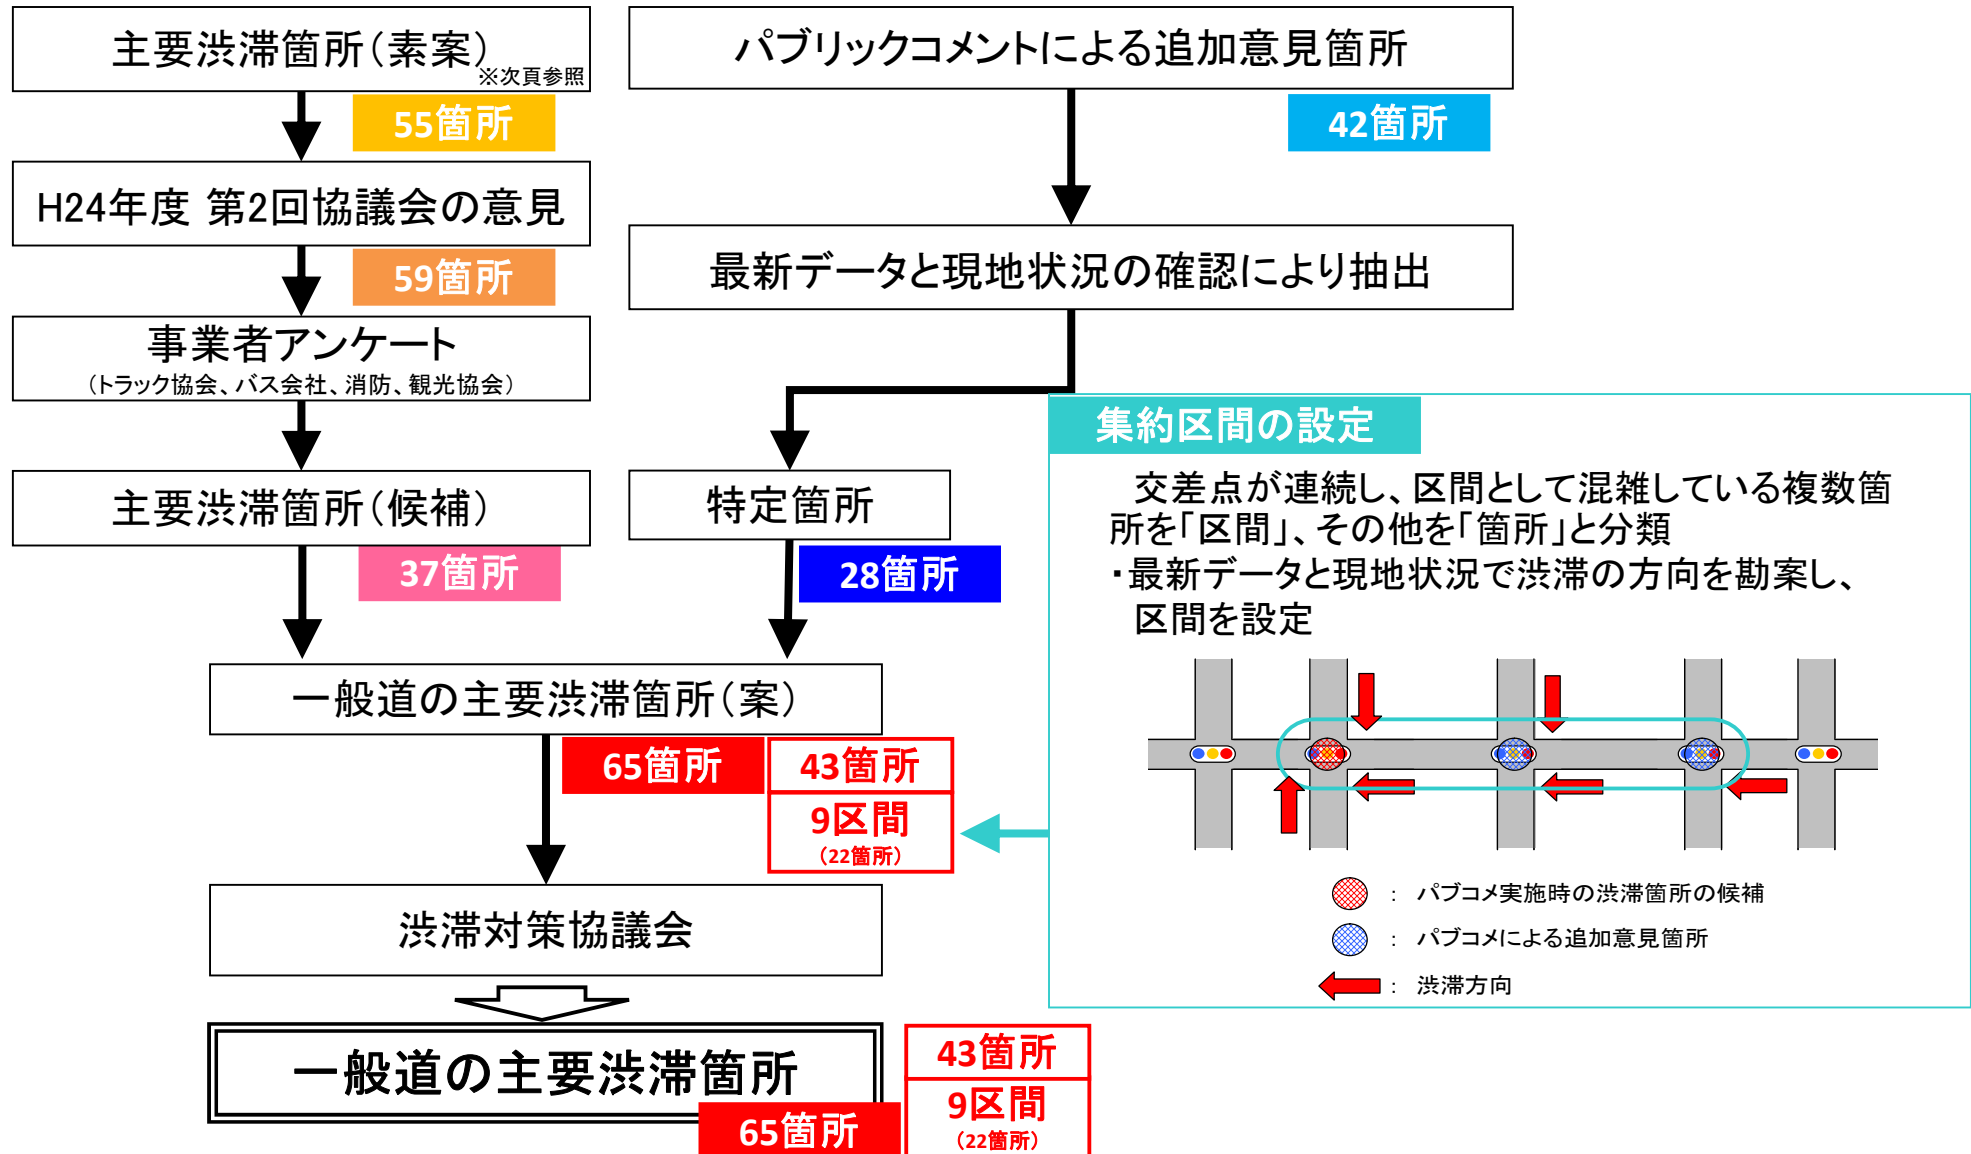 主要渋滞箇所（素案）
※次頁参照
55箇所
H24年度 第2回協議会の意見
59箇所
事業者アンケート
（トラック協会、バス会社、消防、観光協会）
主要渋滞箇所（候補）
37箇所
パブリックコメントによる追加意見箇所
42箇所
最新データと現地状況の確認により抽出
特定箇所
28箇所
一般道の主要渋滞箇所（案）
65箇所
43箇所
9区間
（22箇所）
渋滞対策協議会
一般道の主要渋滞箇所
65箇所
43箇所
9区間
（22箇所）
集約区間の設定
交差点が連続し、区間として混雑している複数箇
所を「区間」、その他を「箇所」と分類
・最新データと現地状況で渋滞の方向を勘案し、
区間を設定
： パブコメ実施時の渋滞箇所の候補
： パブコメによる追加意見箇所
： 渋滞方向